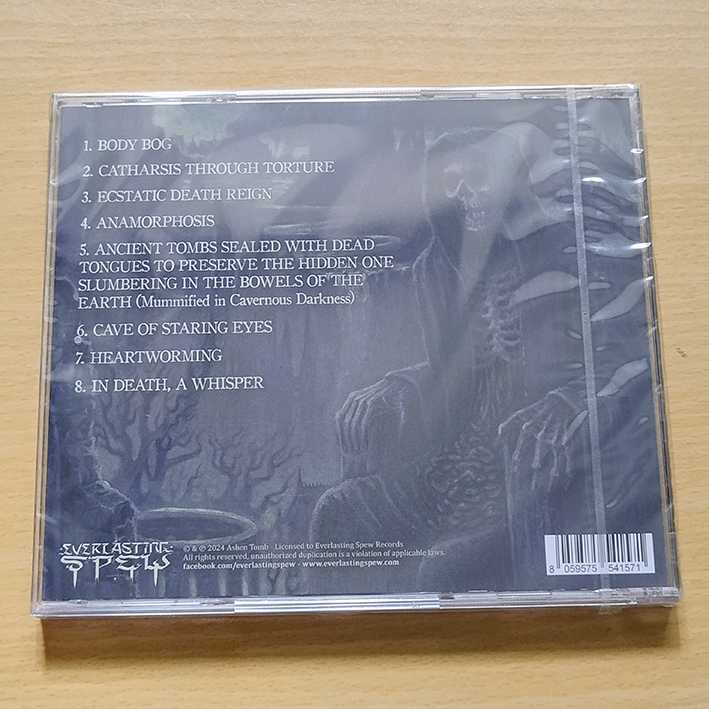 1. BODY BOG
2. CATHARSIS THROUGH TORTURE
3. ECSTATIC DEATH REIGN
4. ANAMORPHOSIS
5. ANCIENT TOMBS SEALED WITH DEAD
TONGUES TO PRESERVE THE HIDDEN ONE
SLUMBERING IN THE BOWELS OF THE
EARTH (Mummified in Cavernous Darkness)
6. CAVE OF STARING EYES
7. HEARTWORMING
8. IN DEATH, A WHISPER
EVERLASTING
SPEW
© & ℗ 2024 Ashen Tomb - Licensed to Everlasting Spew Records
All rights reserved, unauthorized duplication is a violation of applicable laws.
facebook.com/everlastingspew - www.everlastingspew.com
8 059575 541571